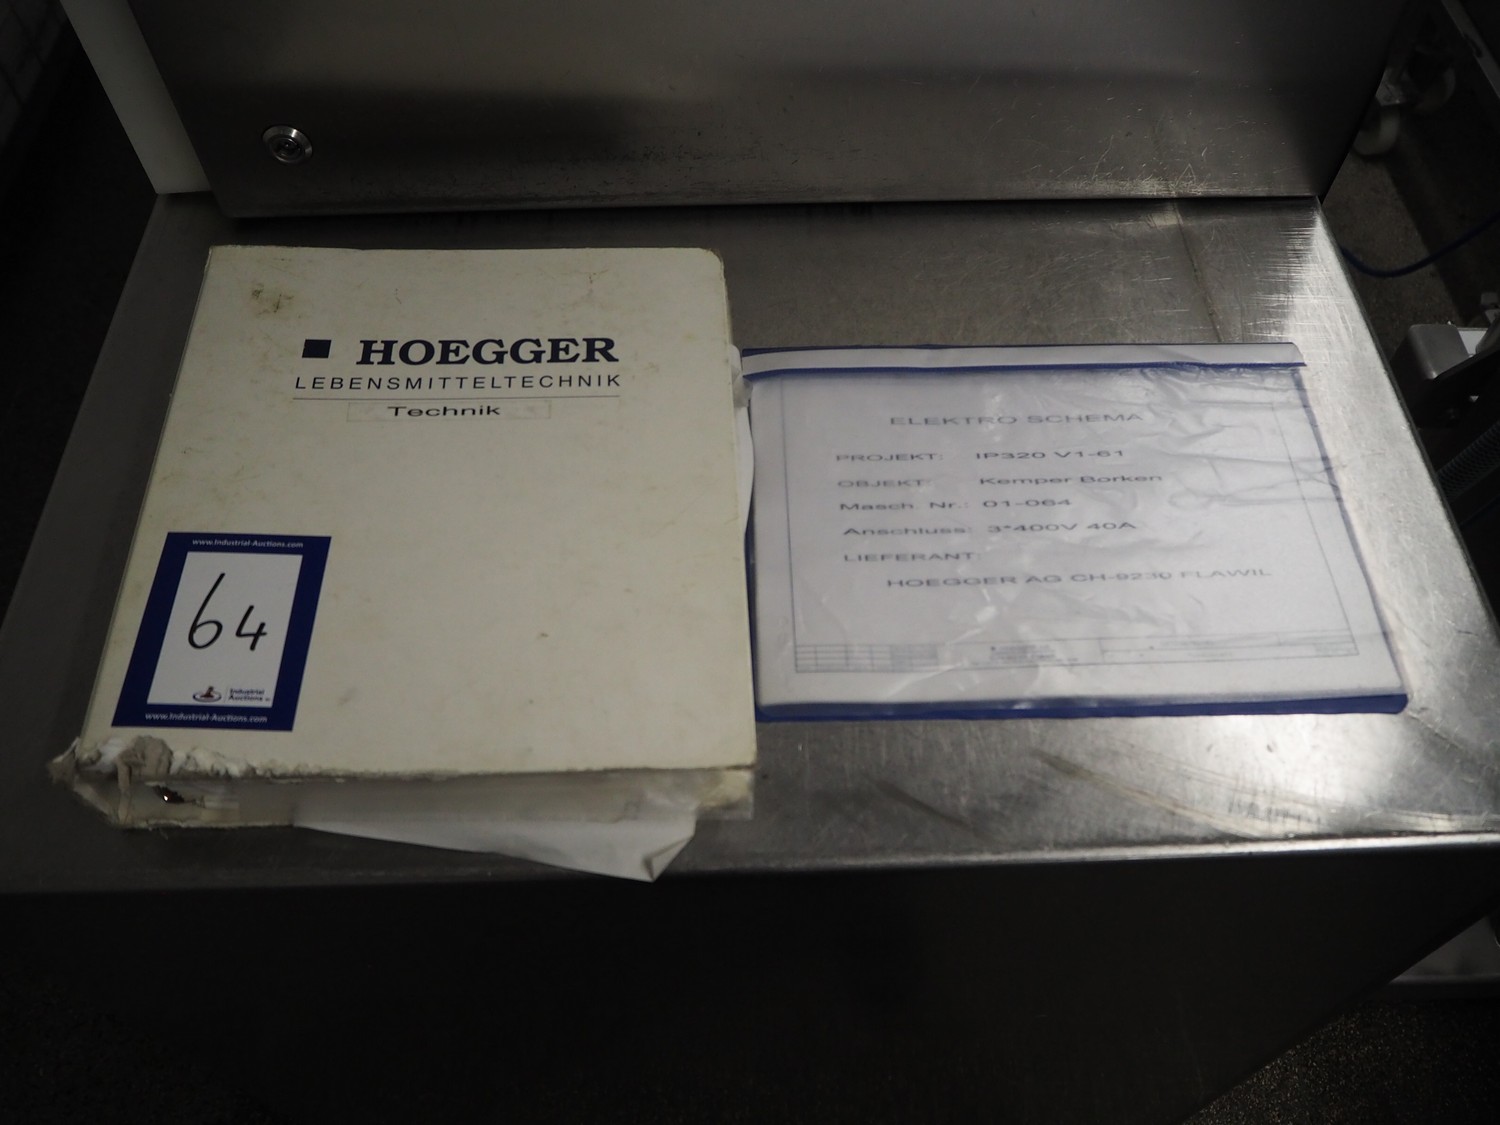 HOEGGER
LEBENSMITTELTECHNIK
Technik
www.Industrial-Auctions.com
64
Industrial
Auctions
www.Industrial-Auctions.com
ELEKTRO SCHEMA
PROJEKT: IP320 V1-61
OBJEKT: Kemper Borken
Masch. Nr.: 01-064
Anschluss: 3*400V 40A
LIEFERANT:
HOEGGER AG CH-9230 FLAWIL